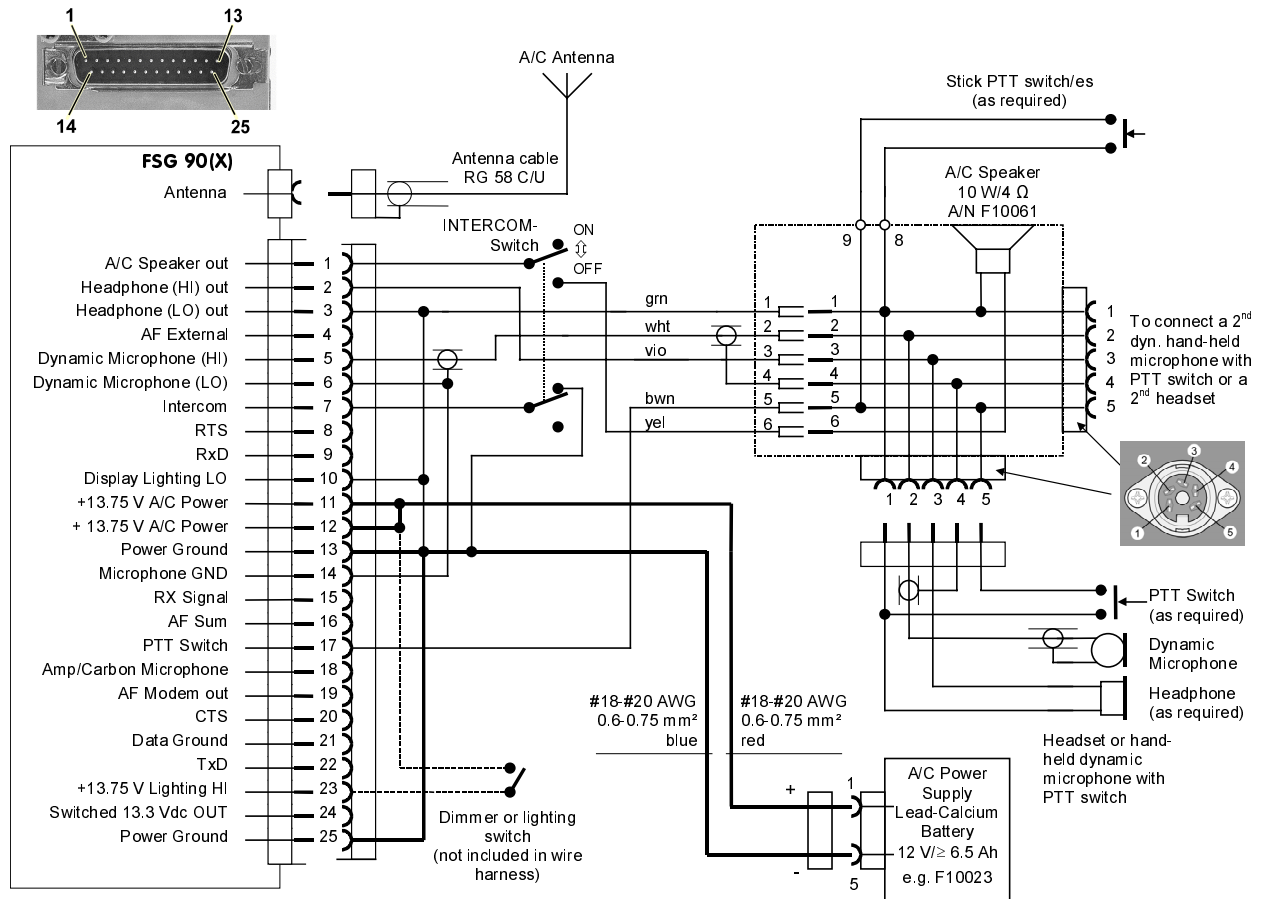 1 13
14 25
FSG 90(X)
Antenna
A/C Antenna
Antenna cable
RG 58 C/U
INTERCOM-
Switch
ON
OFF
A/C Speaker out 1
Headphone (HI) out 2
Headphone (LO) out 3
AF External 4
Dynamic Microphone (HI) 5
Dynamic Microphone (LO) 6
Intercom 7
RTS 8
RxD 9
Display Lighting LO 10
+13.75 V A/C Power 11
+ 13.75 V A/C Power 12
Power Ground 13
Microphone GND 14
RX Signal 15
AF Sum 16
PTT Switch 17
Amp/Carbon Microphone 18
AF Modem out 19
CTS 20
Data Ground 21
TxD 22
+13.75 V Lighting HI 23
Switched 13.3 Vdc OUT 24
Power Ground 25
Stick PTT switch/es
(as required)
A/C Speaker
10 W/4 Ω
A/N F10061
9 8
grn 1 1 1
wht 2 2 2
vio 3 3 3
4 4 4
bwn 5 5 5
yel 6 6
To connect a 2nd
dyn. hand-held
microphone with
PTT switch or a
2nd headset
1 2 3 4 5
1 2 3 4 5
PTT Switch
(as required)
Dynamic
Microphone
Headphone
(as required)
Headset or hand-
held dynamic
microphone with
PTT switch
#18-#20 AWG
0.6-0.75 mm²
blue
#18-#20 AWG
0.6-0.75 mm²
red
Dimmer or lighting
switch
(not included in wire
harness)
+ 1
- 5
A/C Power
Supply
Lead-Calcium
Battery
12 V/≥ 6.5 Ah
e.g. F10023